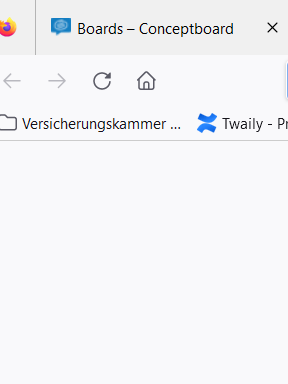 Boards – Conceptboard
Versicherungskammer ...
Twaily - Pr